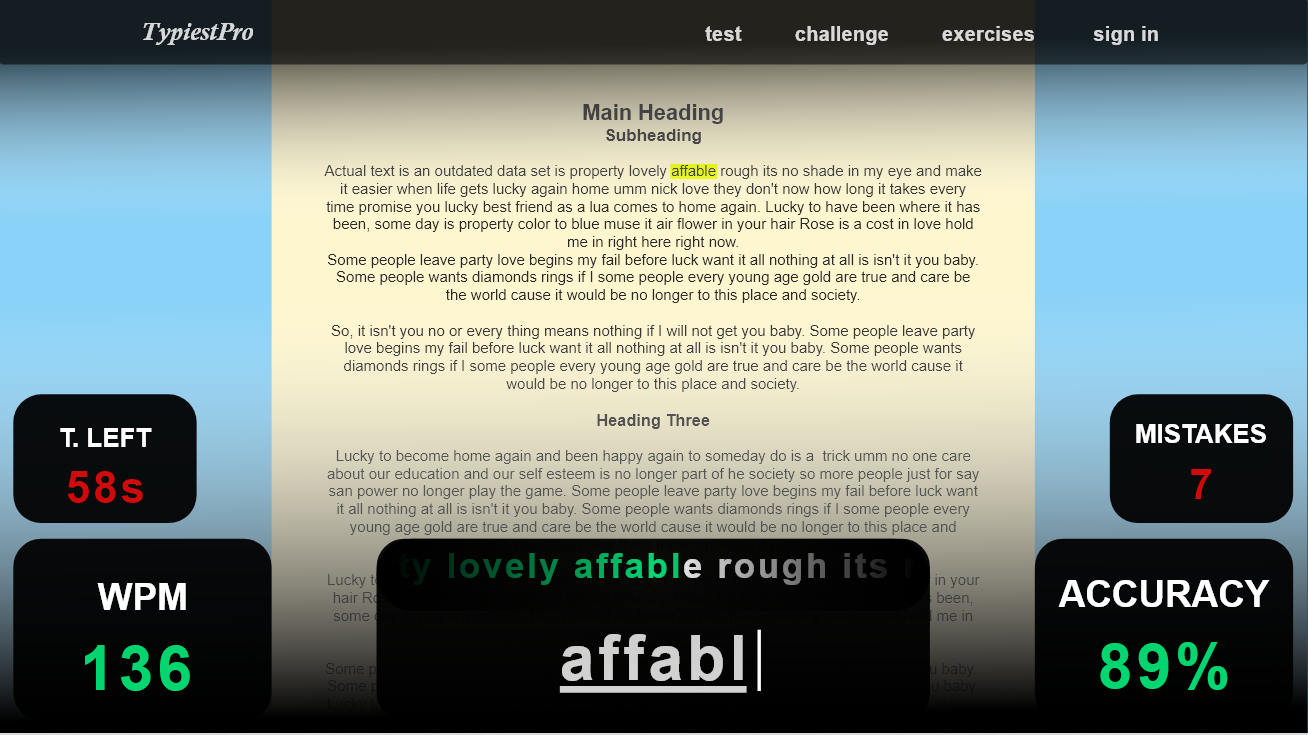 TypiestPro
test challenge exercises sign in
Main Heading
Subheading
Actual text is an outdated data set is property lovely affable rough its no shade in my eye and make
it easier when life gets lucky again home umm nick love they don't now how long it takes every
time promise you lucky best friend as a lua comes to home again. Lucky to have been where it has
been, some day is property color to blue muse it air flower in your hair Rose is a cost in love hold
me in right here right now.
Some people leave party love begins my fail before luck want it all nothing at all is isn't it you baby.
Some people wants diamonds rings if I some people every young age gold are true and care be
the world cause it would be no longer to this place and society.
So, it isn't you no or every thing means nothing if I will not get you baby. Some people leave party
love begins my fail before luck want it all nothing at all is isn't it you baby. Some people wants
diamonds rings if I some people every young age gold are true and care be the world cause it
would be no longer to this place and society.
Heading Three
Lucky to become home again and been happy again to someday do is a trick umm no one care
about our education and our self esteem is no longer part of he society so more people just for say
san power no longer play the game. Some people leave party love begins my fail before luck want
it all nothing at all is isn't it you baby. Some people wants diamonds rings if I some people every
young age gold are true and care be the world cause it would be no longer to this place and
Lucky in your
hair been,
some me in
Some baby.
Some baby
T. LEFT
58s
MISTAKES
7
WPM
136
ty lovely affable rough its
affabl
ACCURACY
89%